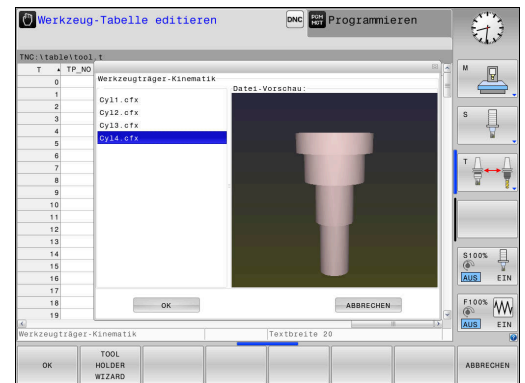 Werkzeug-Tabelle editieren
DNC
PGM
MGT
Programmieren
TNC:\table\tool.t
T
TP_NO
0
1
2
3
4
5
6
7
8
9
10
11
12
13
14
15
16
17
18
19
Werkzeugträger-Kinematik
Cyl1.cfx
Cyl2.cfx
Cyl3.cfx
Cyl4.cfx
Datei-Vorschau:
OK
ABBRECHEN
Werkzeugträger-Kinematik
Textbreite 20
M
S
T
S100%
AUS
EIN
F100%
AUS
EIN
OK
TOOL
HOLDER
WIZARD
ABBRECHEN